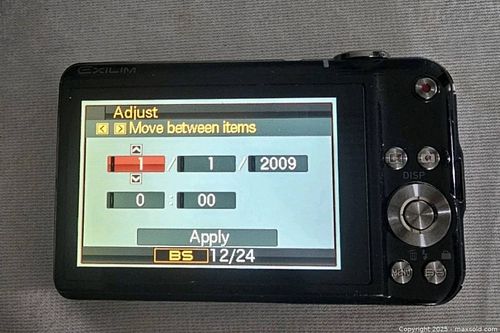 EXILIM
Adjust
Move between items
1 / 1 / 2009
0 : 00
Apply
BS 12/24
DISP
MENU
Copyright 2025 - maxsold.com